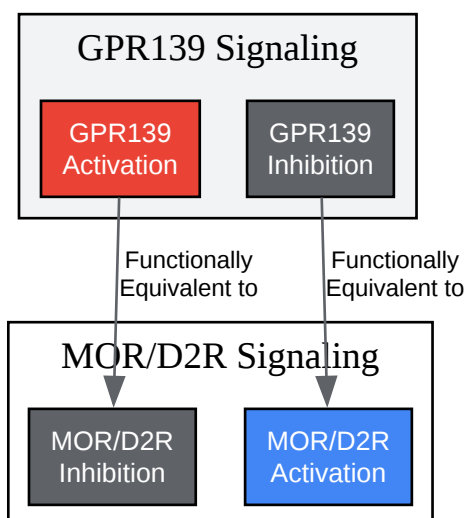 GPR139 Signaling
GPR139
Activation
GPR139
Inhibition
Functionally
Equivalent to
Functionally
Equivalent to
MOR/D2R Signaling
MOR/D2R
Inhibition
MOR/D2R
Activation